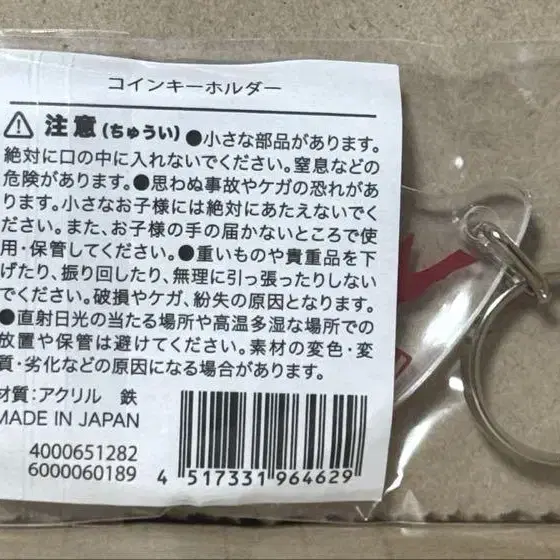 コインキーホルダー
注意(ちゅうい)●小さな部品があります。
絶対に口の中に入れないでください。窒息などの
危険があります。●思わぬ事故やケガの恐れがあ
ります。小さなお子様には絶対にあたえないでく
ださい。また、お子様の手の届かないところで使
用・保管してください。●重いものや貴重品を下
げたり、振り回したり、無理に引っ張ったりしない
でください。破損やケガ、紛失の原因となります。
●直射日光の当たる場所や高温多湿な場所での
放置や保管は避けてください。素材の変色・変
質・劣化などの原因になる場合があります。
材質：アクリル 鉄
MADE IN JAPAN
4000651282
6000060189
4 517331 964629